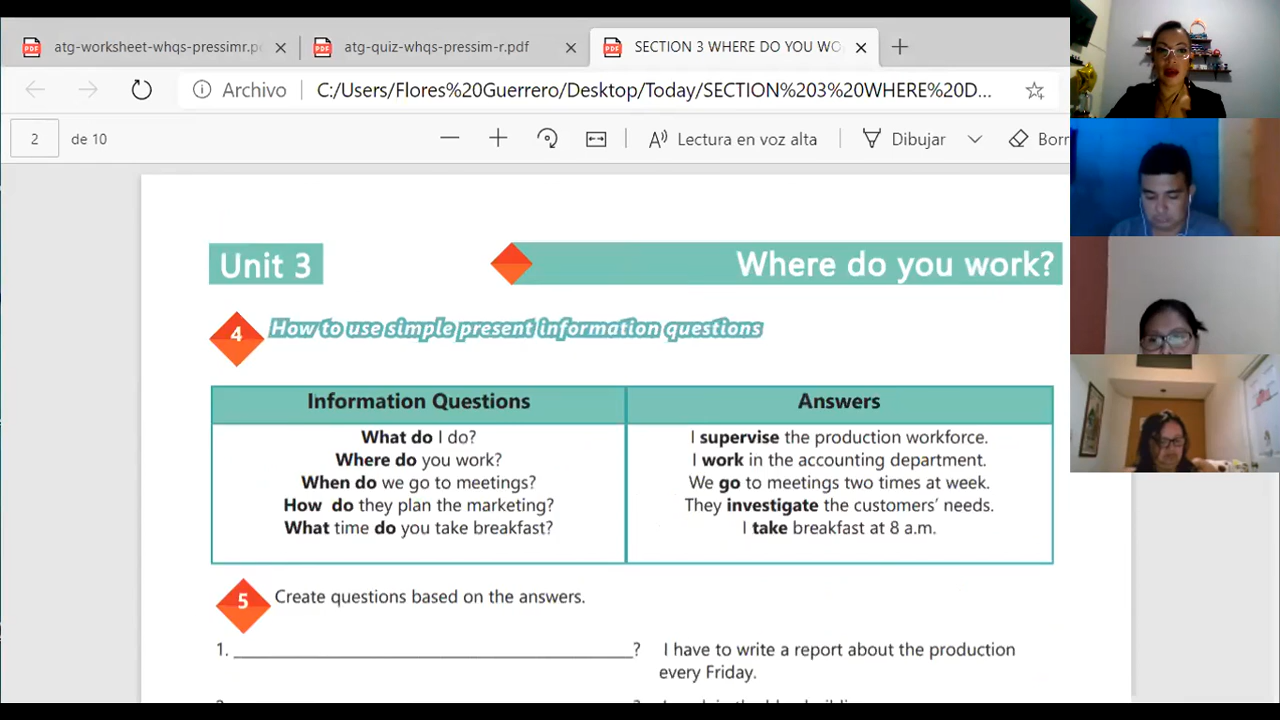 atg-worksheet-whqs-pressimr.p
atg-quiz-whqs-pressim-r.pdf
SECTION 3 WHERE DO YOU WO
Archivo
C:/Users/Flores%20Guerrero/Desktop/Today/SECTION%203%20WHERE%20D...
2
de 10
Lectura en voz alta
Dibujar
Borr
Unit 3
Where do you work?
4
How to use simple present information questions
Information Questions
Answers
What do I do?
I supervise the production workforce.
Where do you work?
I work in the accounting department.
When do we go to meetings?
We go to meetings two times at week.
How do they plan the marketing?
They investigate the customers' needs.
What time do you take breakfast?
I take breakfast at 8 a.m.
5
Create questions based on the answers.
1. ______________________________?
I have to write a report about the production
every Friday.